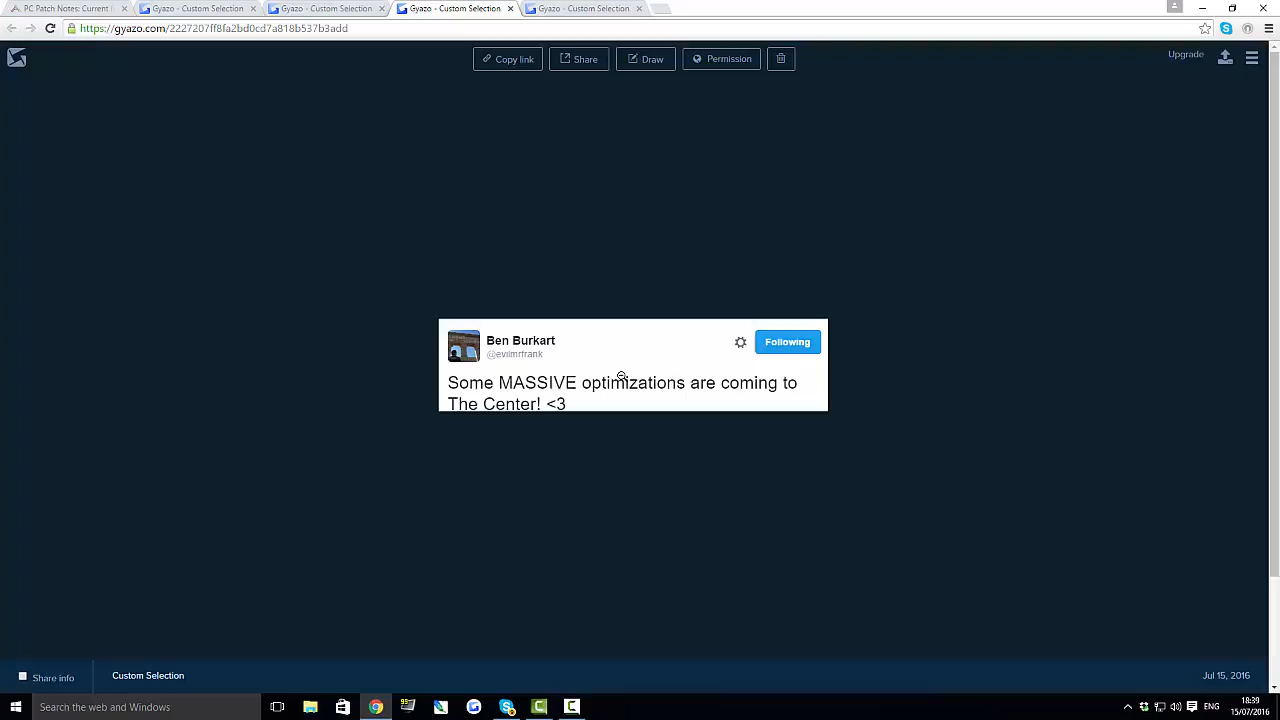 PC Patch Notes: Current
Gyazo - Custom Selection
Gyazo - Custom Selection
Gyazo - Custom Selection
Gyazo - Custom Selection
https://gyazo.com/2227207ff8fa2bd0cd7a818b537b3add
Copy link
Share
Draw
Permission
Upgrade
Ben Burkart
@evilmrfrank
Following
Some MASSIVE optimizations are coming to
The Center! <3
Share info
Custom Selection
Jul 15, 2016
Search the web and Windows
ENG
18:39
15/07/2016